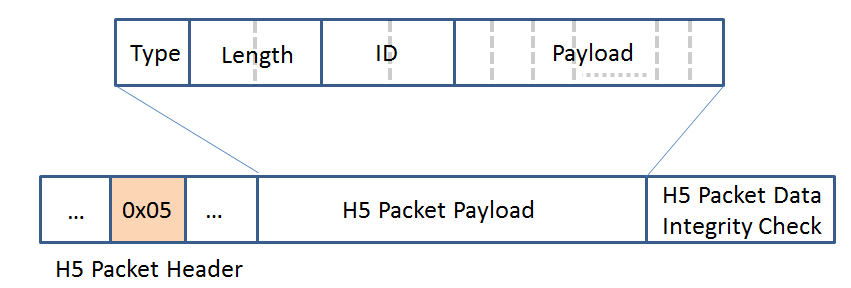 Type Length ID Payload
... 0x05 ... H5 Packet Payload H5 Packet Data
Integrity Check
H5 Packet Header